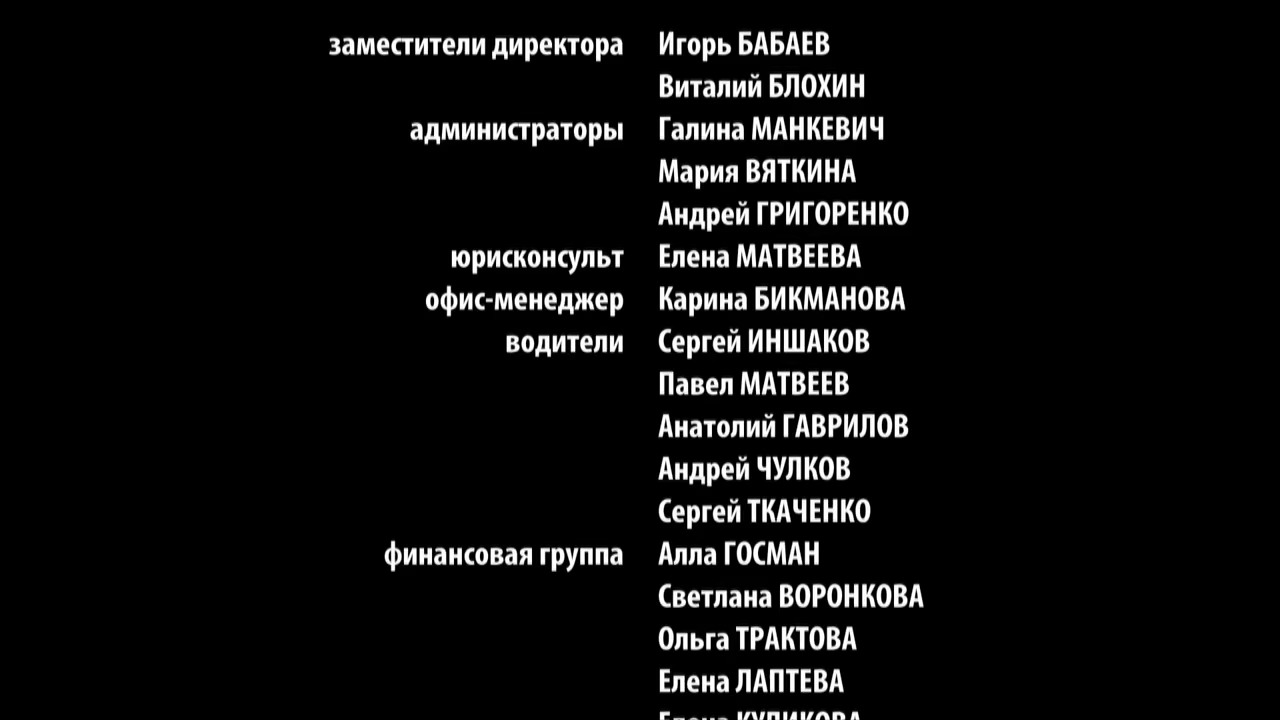 заместители директора Игорь БАБАЕВ
Виталий БЛОХИН
администраторы Галина МАНКЕВИЧ
Мария ВЯТКИНА
Андрей ГРИГОРЕНКО
юрисконсульт Елена МАТВЕЕВА
офис-менеджер Карина БИКМАНОВА
водители Сергей ИНШАКОВ
Павел МАТВЕЕВ
Анатолий ГАВРИЛОВ
Андрей ЧУЛКОВ
Сергей ТКАЧЕНКО
финансовая группа Алла ГОСМАН
Светлана ВОРОНКОВА
Ольга ТРАКТОВА
Елена ЛАПТЕВА
Елена